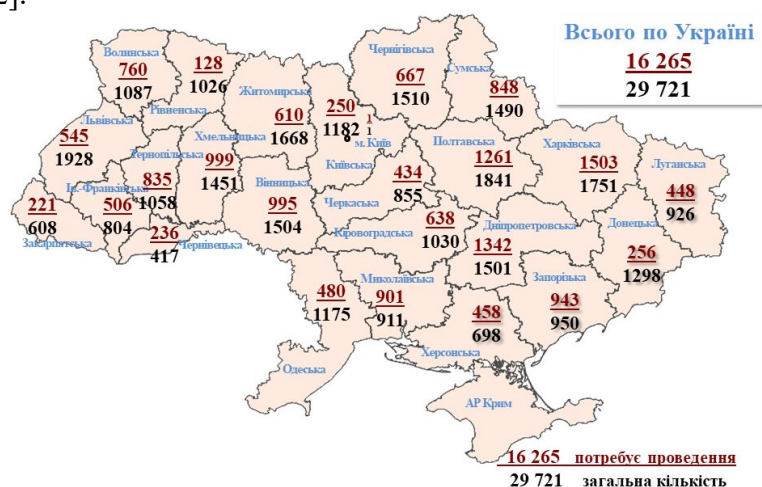 2].
Всього по Україні
16 265
29 721
Волинська
760
1087
128
1026
Рівненська
Житомирська
610
1668
Чернігівська
667
1510
Сумська
848
1490
250
1182
1
1
м. Київ
Київська
Львівська
545
1928
Тернопільська
835
1058
Хмельницька
999
1451
Вінницька
995
1504
434
855
Черкаська
Полтавська
1261
1841
Харківська
1503
1751
Луганська
448
926
221
608
Закарпатська
Ів.-Франківська
506
804
236
417
Чернівецька
638
1030
Кіровоградська
Дніпропетровська
1342
1501
Донецька
256
1298
480
1175
Одеська
Миколаївська
901
911
458
698
Херсонська
Запорізька
943
950
АР Крим
16 265 потребує проведення
29 721 загальна кількість